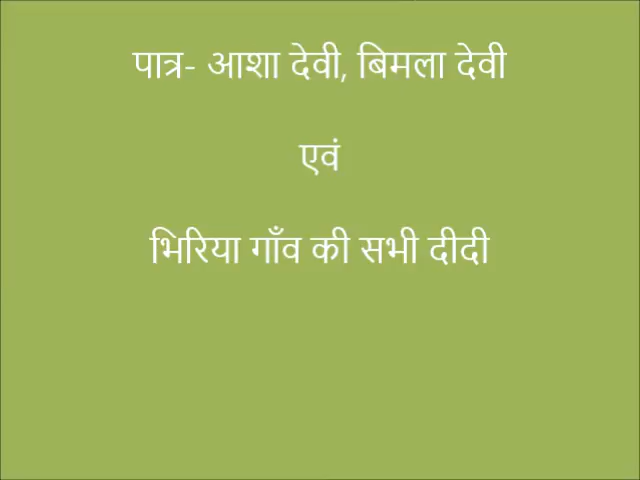 पात्र- आशा देवी, बिमला देवी
एवं
भिरिया गाँव की सभी दीदी